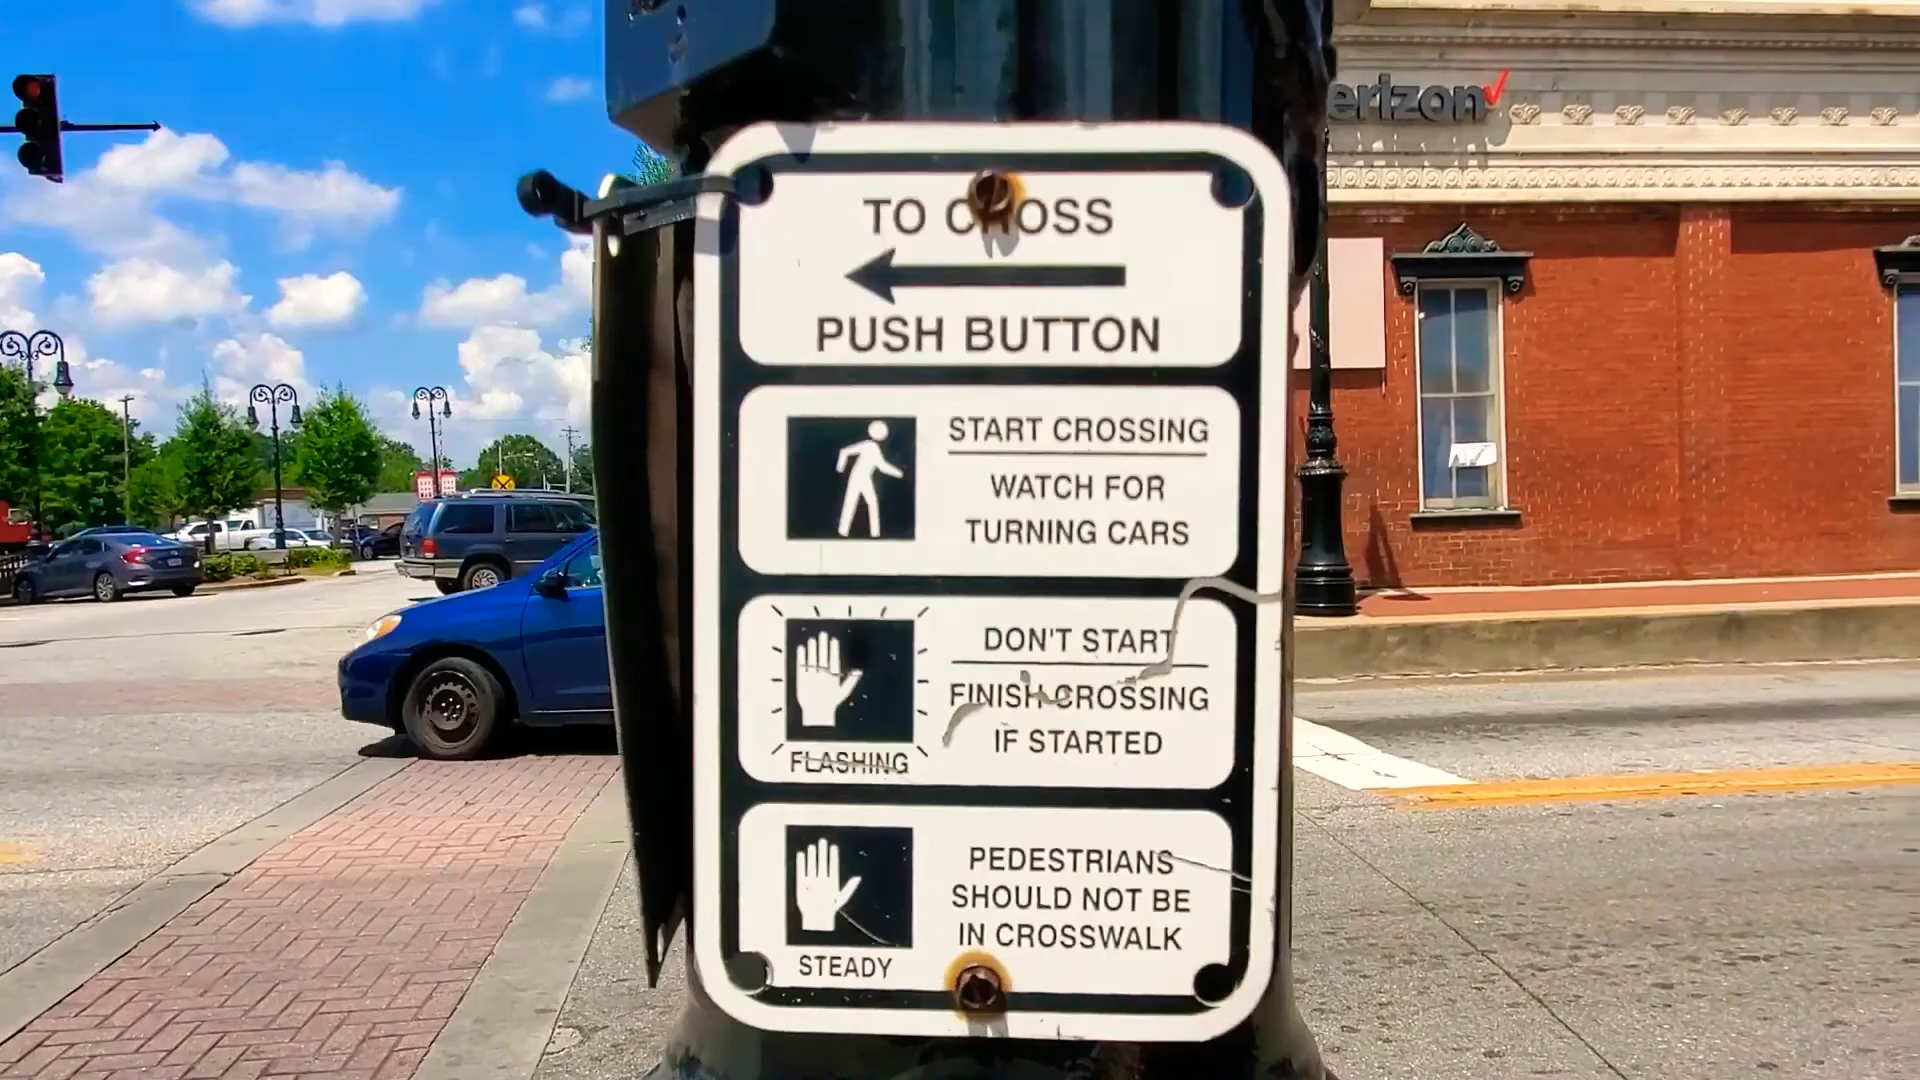 erizon
TO CROSS
PUSH BUTTON
START CROSSING
WATCH FOR
TURNING CARS
DON'T START
FINISH CROSSING
IF STARTED
FLASHING
PEDESTRIANS
SHOULD NOT BE
IN CROSSWALK
STEADY